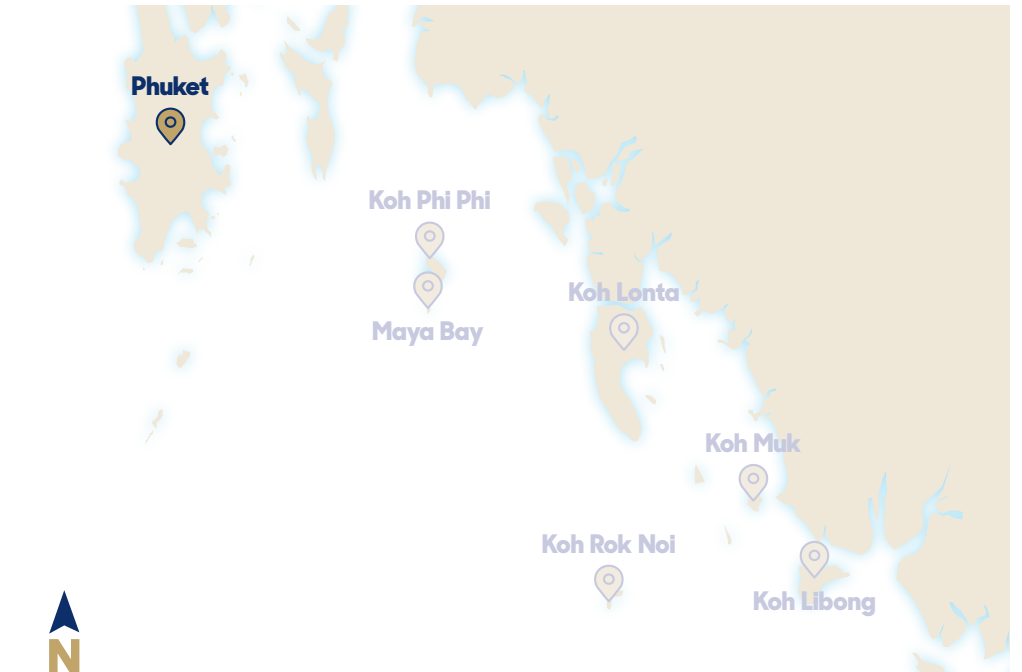 Phuket
Koh Phi Phi
Koh Lonta
Maya Bay
Koh Muk
Koh Rok Noi
Koh Libong
N